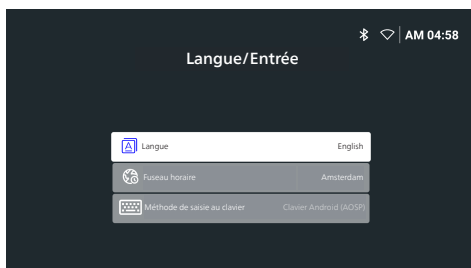 AM 04:58
Langue/Entrée
Langue English
Fuseau horaire Amsterdam
Méthode de saisie au clavier Clavier Android (AOSP)